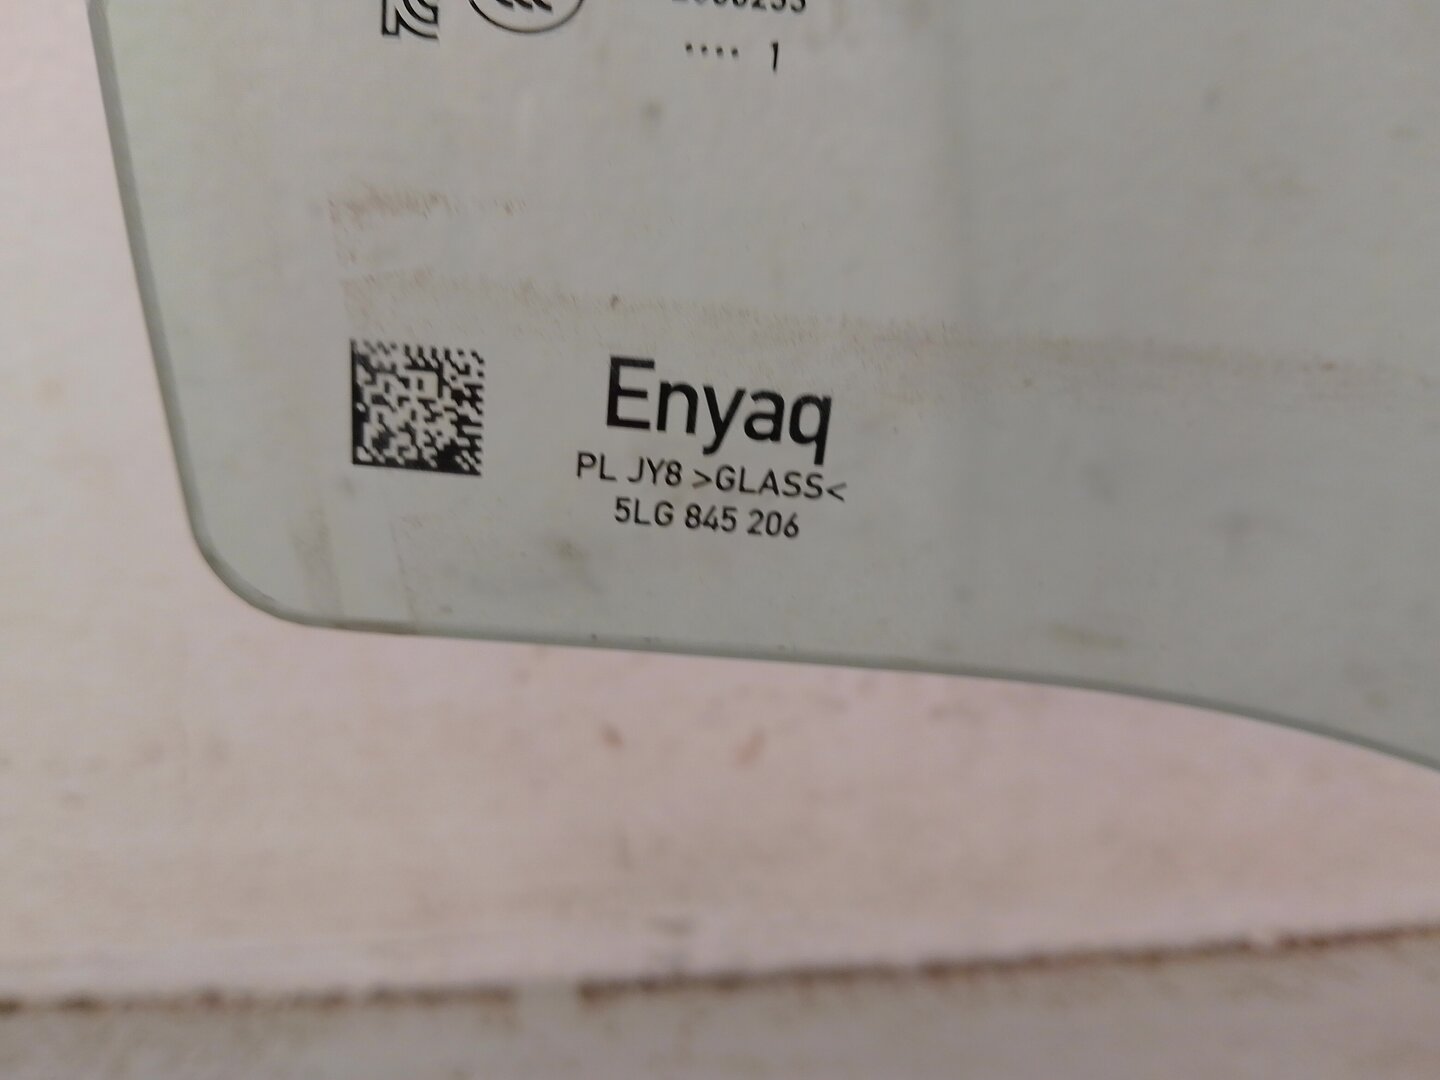 1
Enyaq
PL JY8 >GLASS<
5LG 845 206